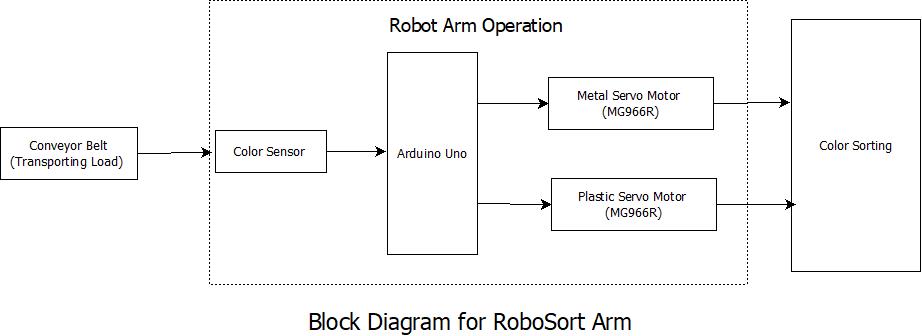 Robot Arm Operation
Conveyor Belt
(Transporting Load)
Color Sensor
Arduino Uno
Metal Servo Motor
(MG966R)
Plastic Servo Motor
(MG966R)
Color Sorting
Block Diagram for RoboSort Arm